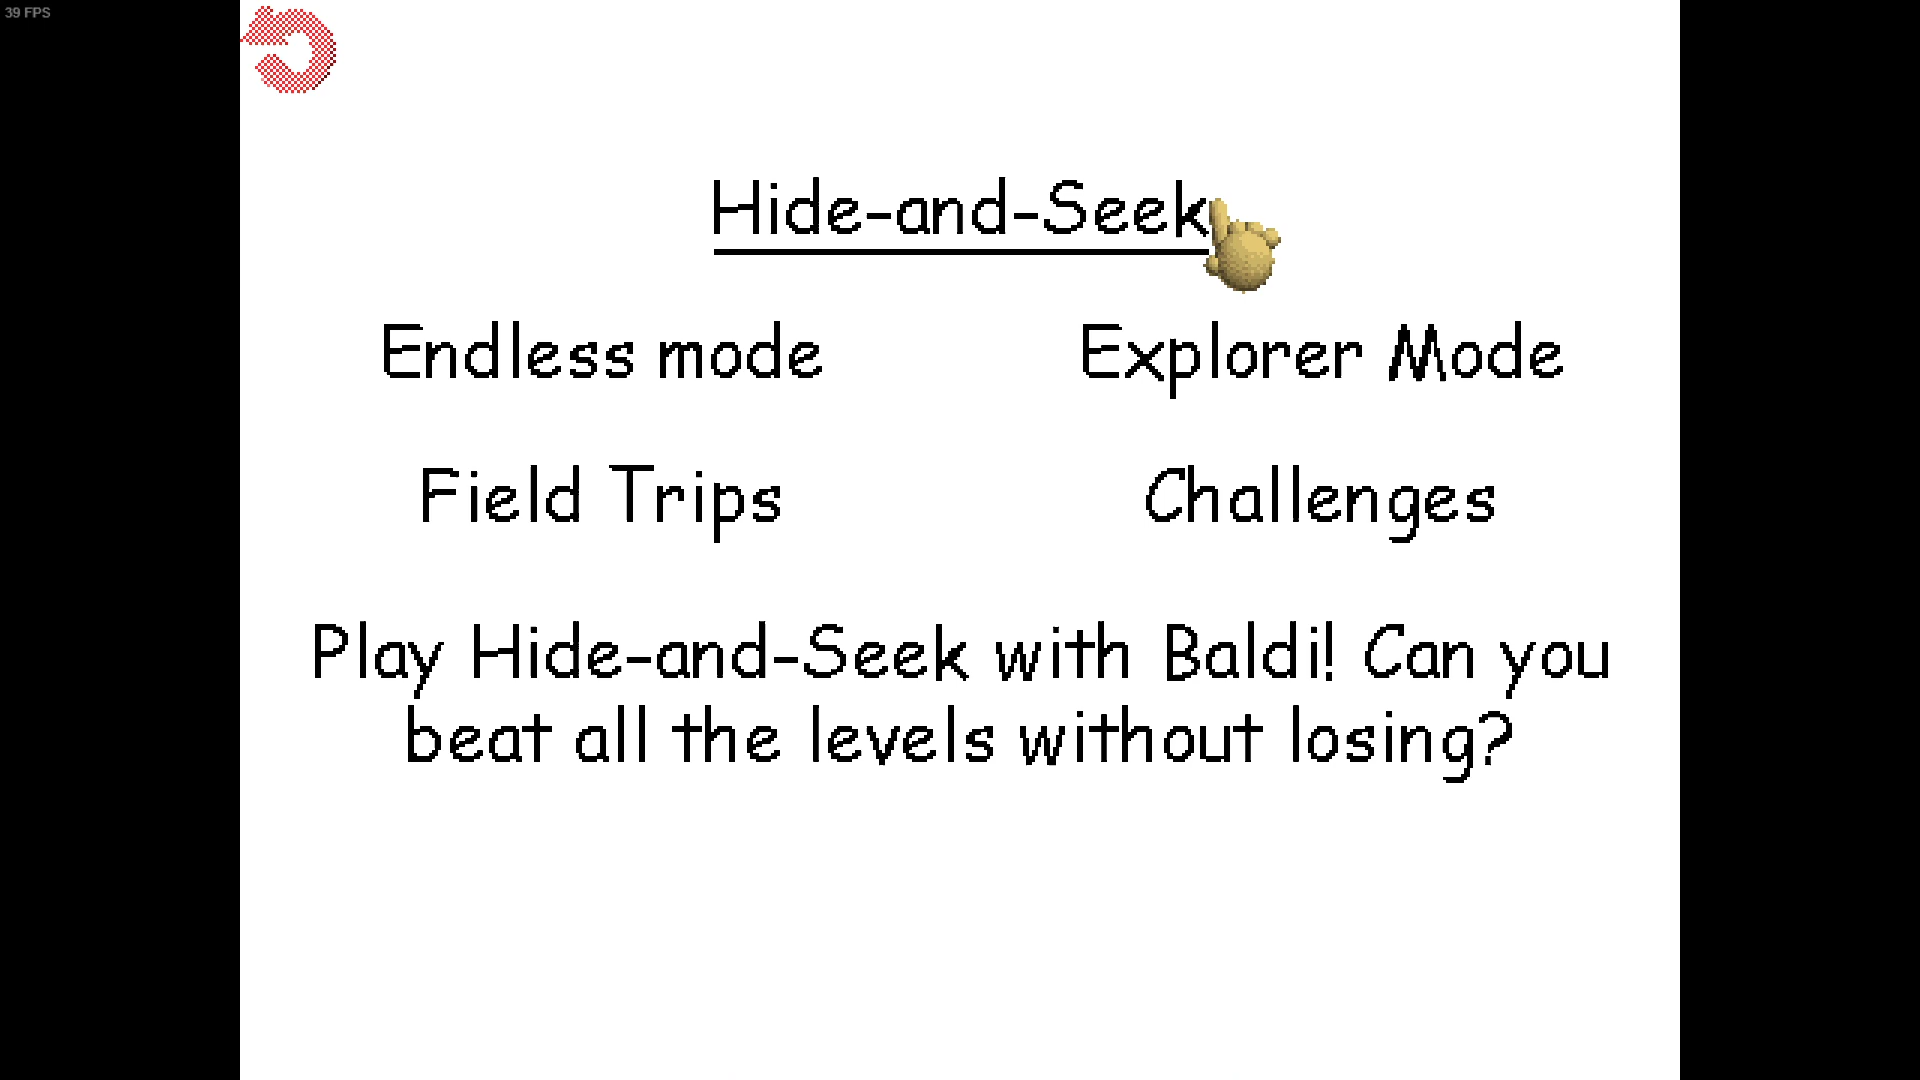 39 FPS
Hide-and-Seek
Endless mode
Explorer Mode
Field Trips
Challenges
Play Hide-and-Seek with Baldi! Can you
beat all the levels without losing?